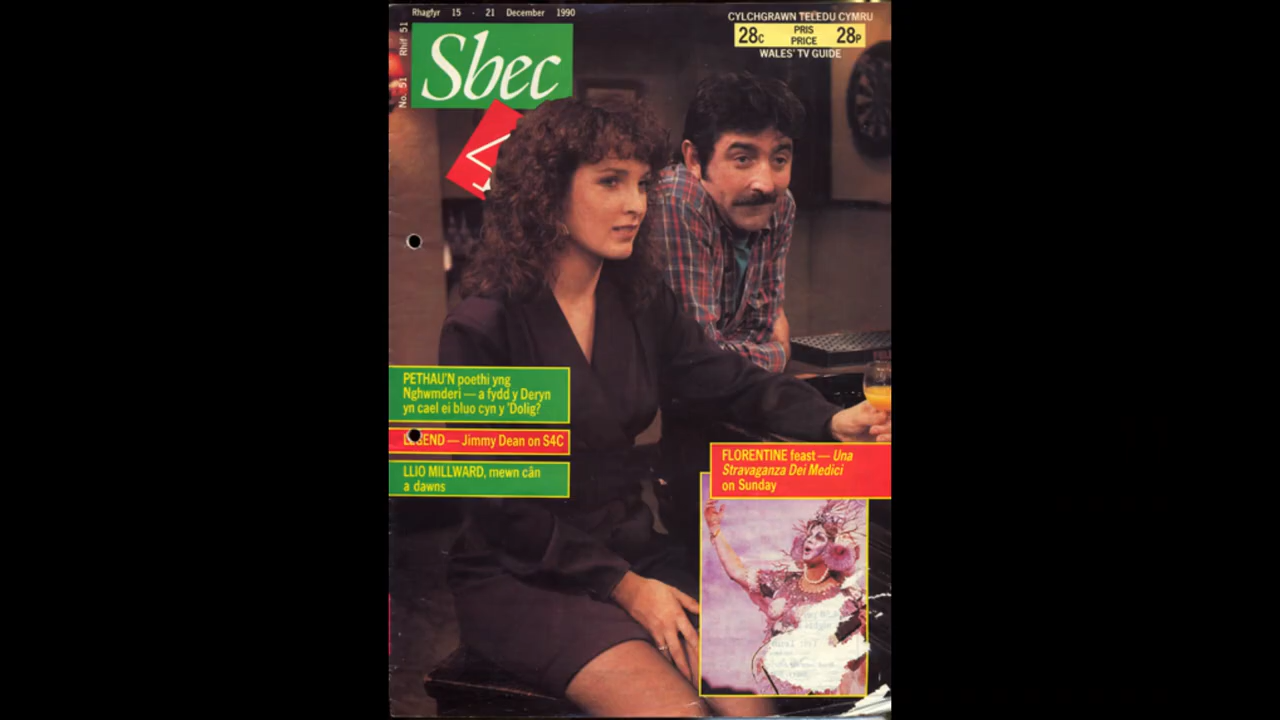 Rhagfyr 15 - 21 December 1990
No. 51 Rhif 51
Sbec
CYLCHGRAWN TELEDU CYMRU
28c PRIS PRICE 28P
WALES' TV GUIDE
PETHAU'N poethi yng
Nghwmderi — a fydd y Deryn
yn cael ei bluo cyn y 'Dolig?
— Jimmy Dean on S4C
LLIO MILLWARD, mewn cân
a dawns
FLORENTINE feast — Una
Stravaganza Dei Medici
on Sunday